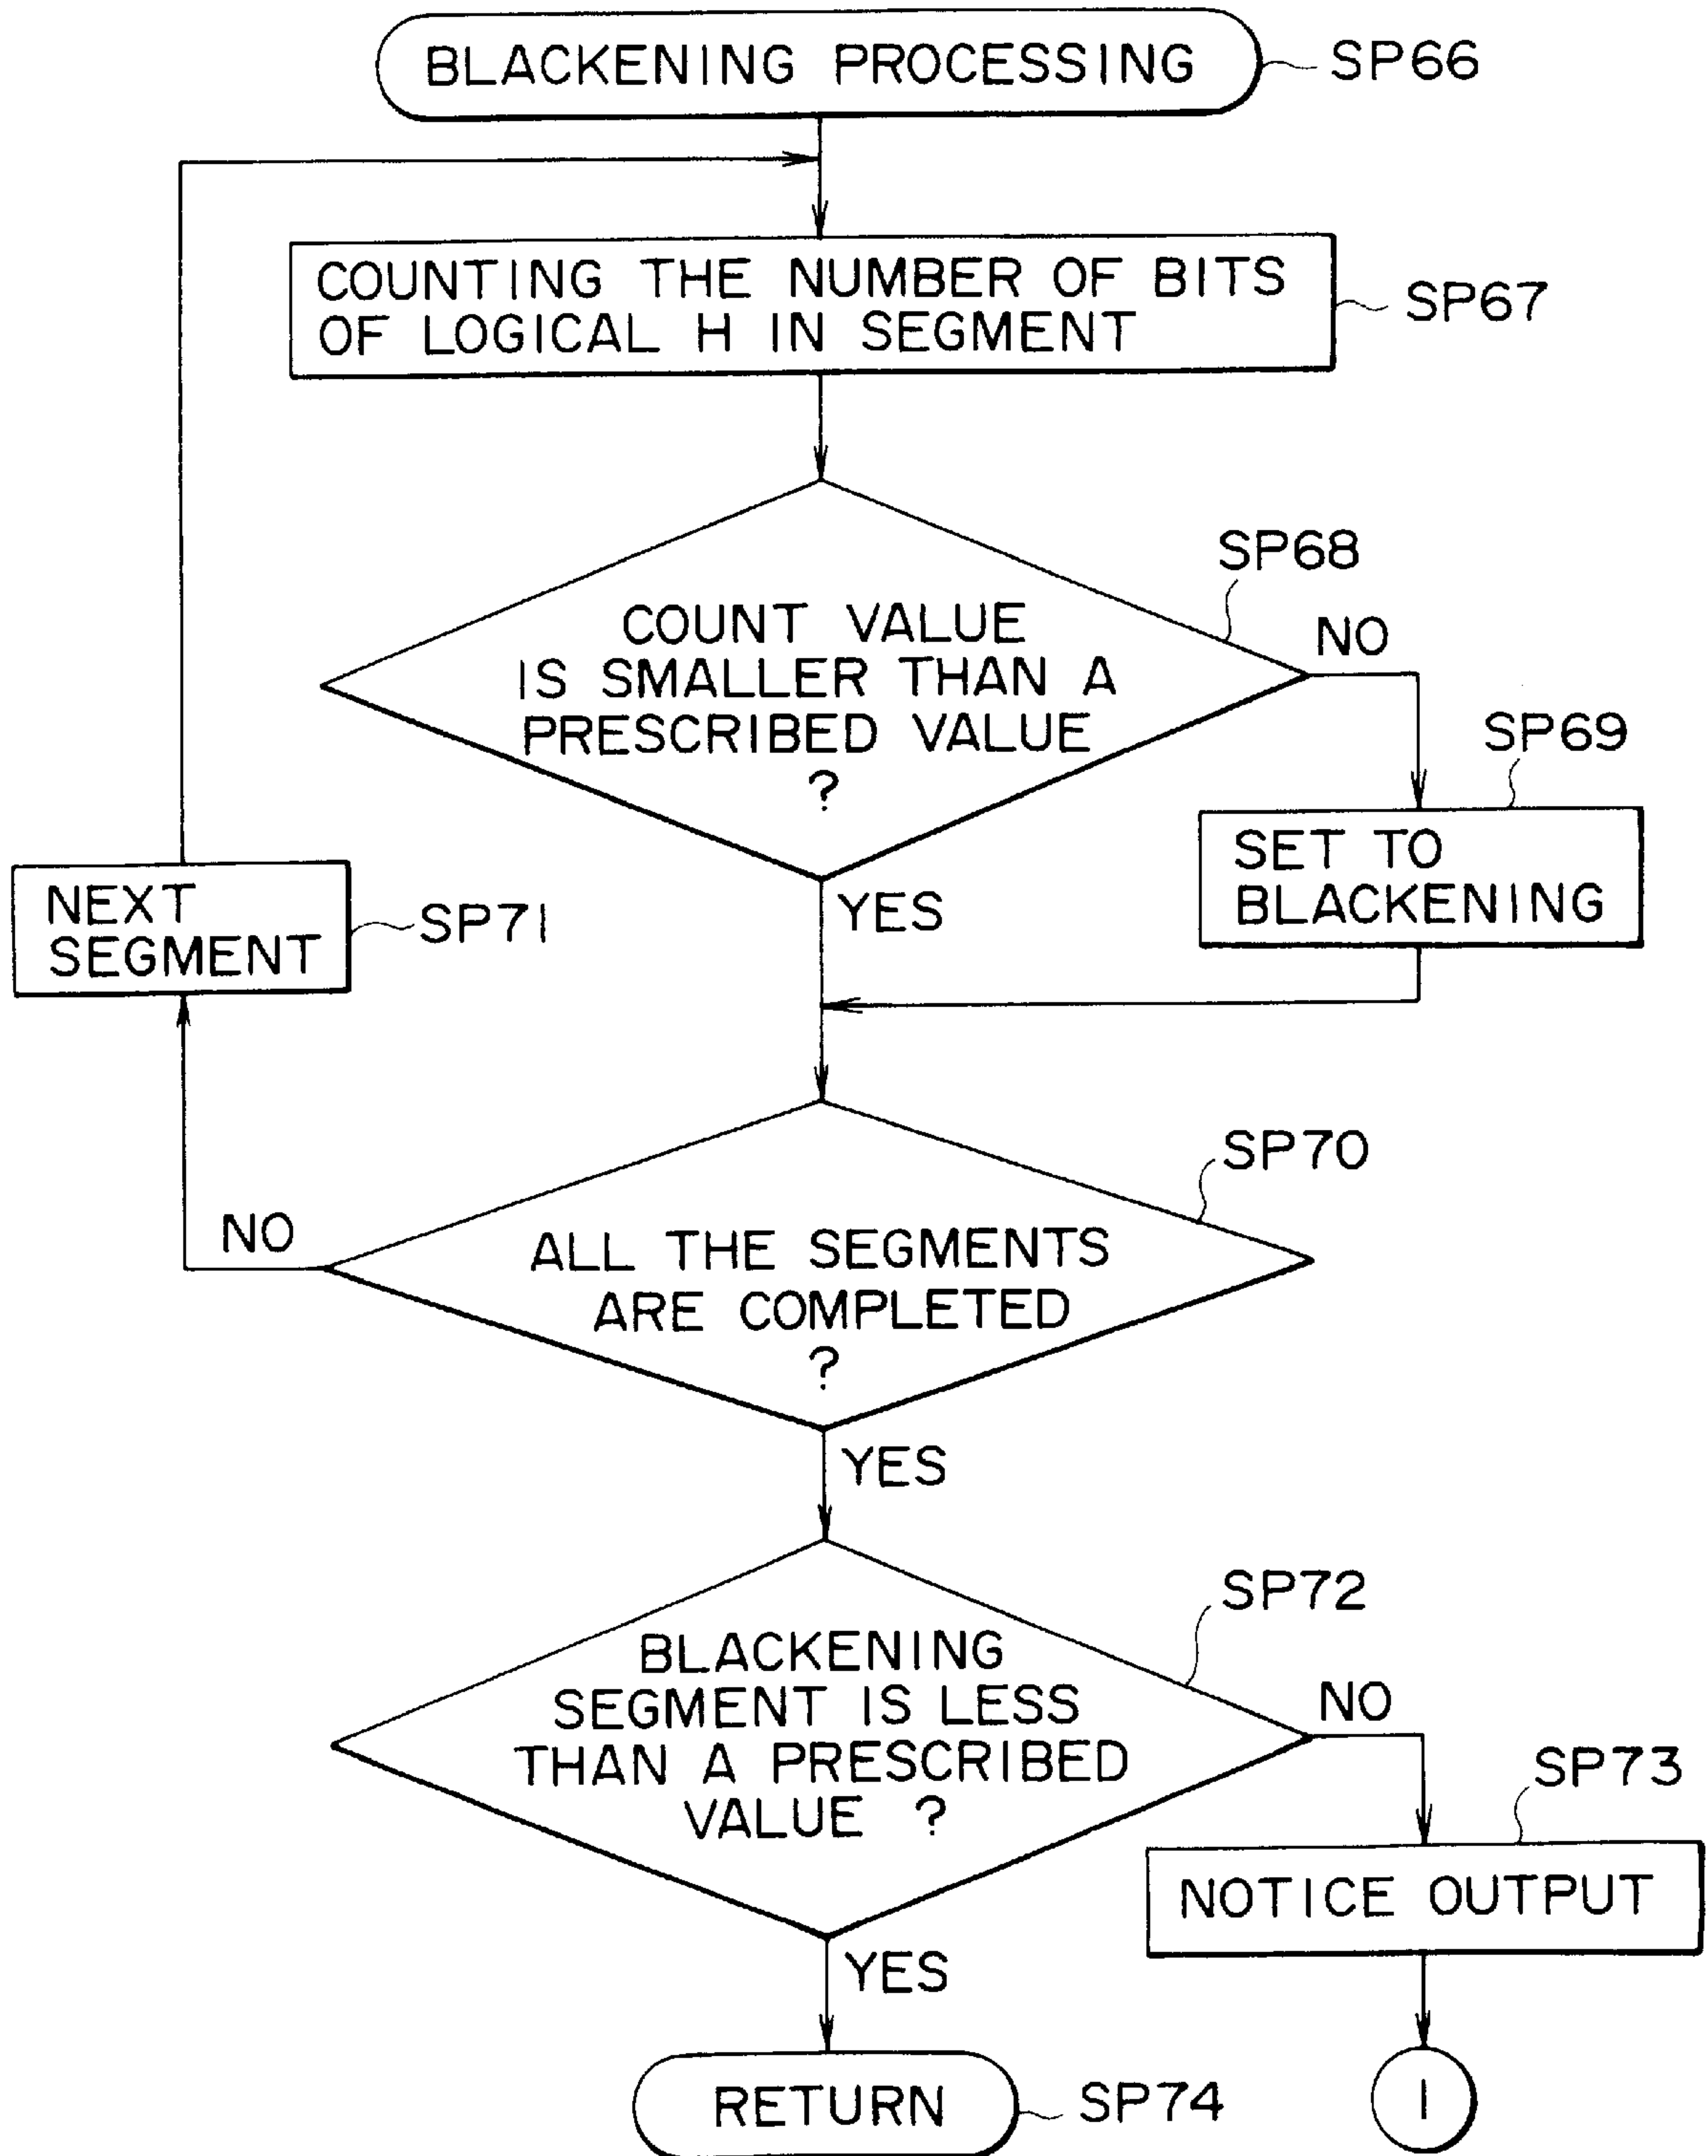 BLACKENING PROCESSING
SP66
COUNTING THE NUMBER OF BITS
OF LOGICAL H IN SEGMENT
SP67
SP68
COUNT VALUE
IS SMALLER THAN A
PRESCRIBED VALUE
?
NO
SP69
SET TO
BLACKENING
YES
NEXT
SEGMENT
SP71
SP70
ALL THE SEGMENTS
ARE COMPLETED
?
NO
YES
SP72
BLACKENING
SEGMENT IS LESS
THAN A PRESCRIBED
VALUE ?
NO
SP73
NOTICE OUTPUT
YES
RETURN
SP74
1